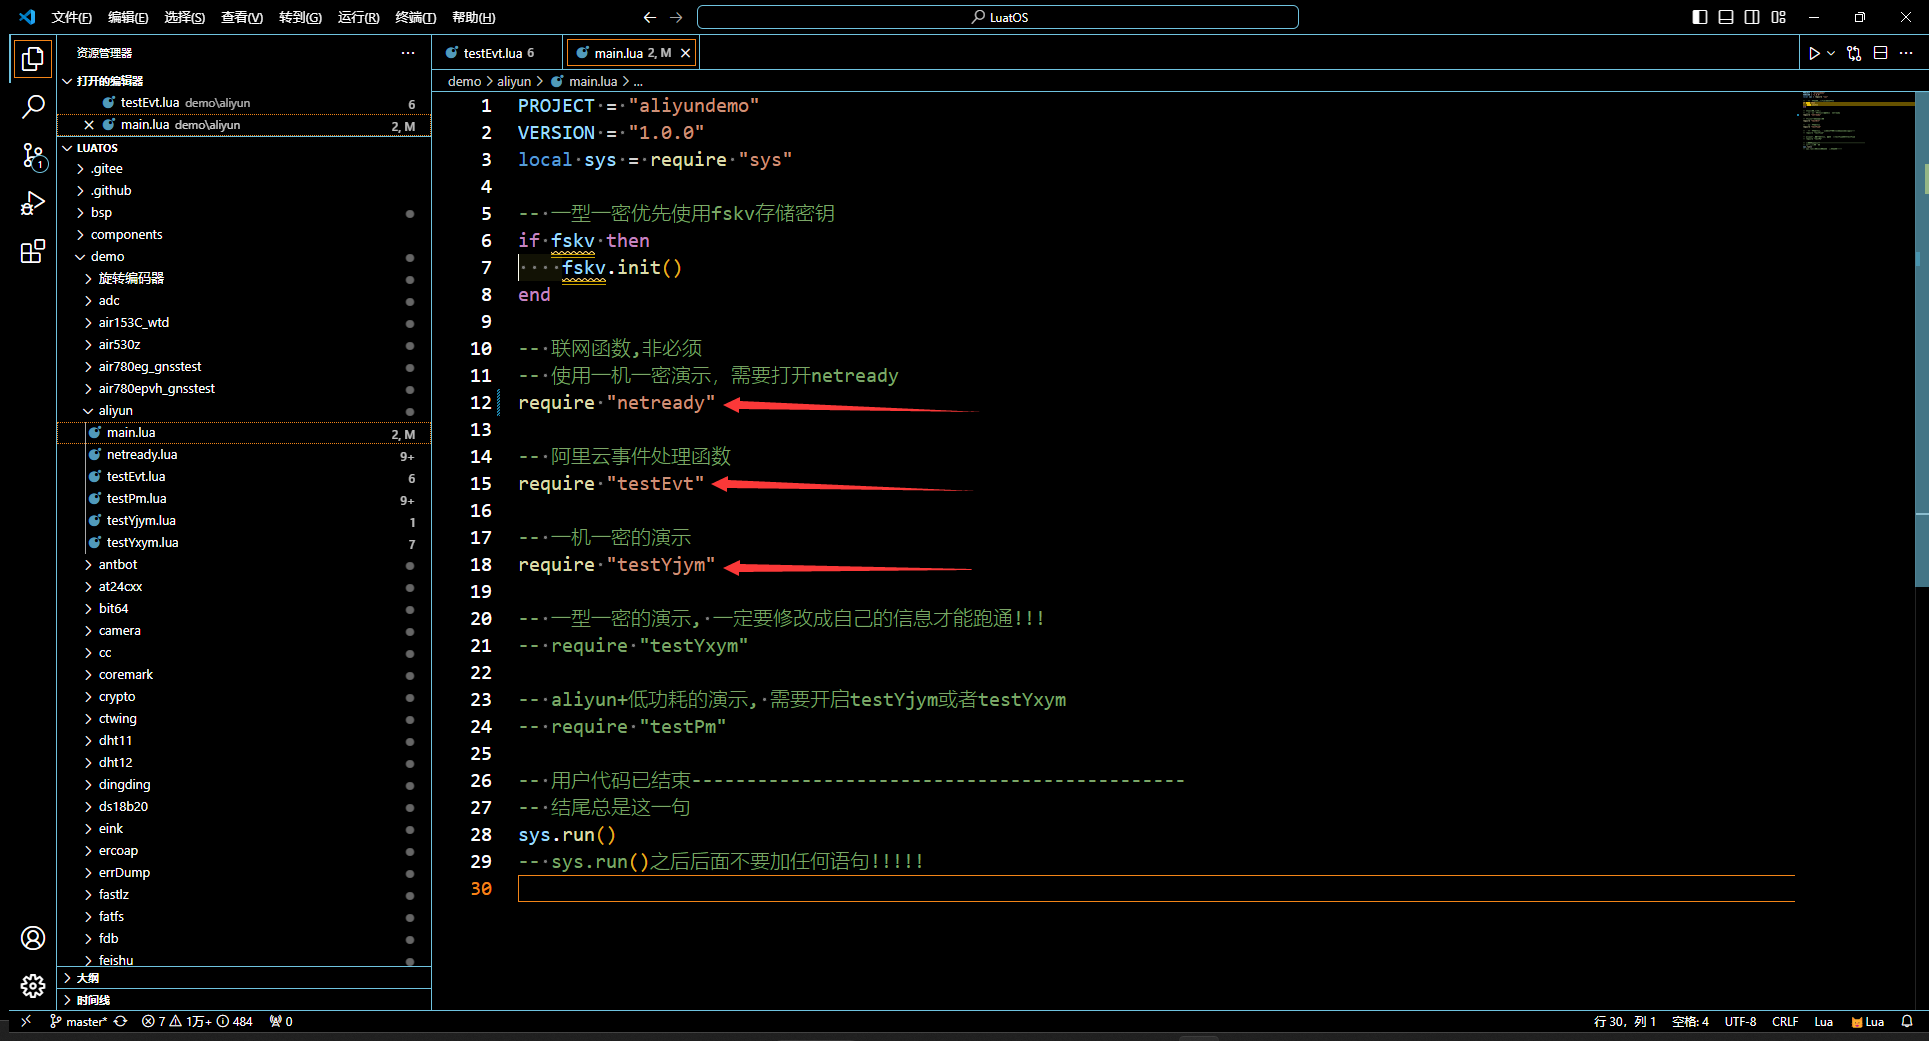 文件(F) 编辑(E) 选择(S) 查看(V) 转到(G) 运行(R) 终端(T) 帮助(H)
LuatOS
资源管理器
打开的编辑器
testEvt.lua demo\aliyun 6
main.lua demo\aliyun 2, M
LUATOS
.gitee
.github
bsp
components
demo
旋转编码器
adc
air153C_wtd
air530z
air780eg_gnsstest
air780epvh_gnsstest
aliyun
main.lua 2, M
netready.lua 9+
testEvt.lua 6
testPm.lua 9+
testYjym.lua 1
testYxym.lua 7
antbot
at24cxx
bit64
camera
cc
coremark
crypto
ctwing
dht11
dht12
dingding
ds18b20
eink
ercoap
errDump
fastlz
fatfs
fdb
feishu
大纲
时间线
testEvt.lua 6
main.lua 2, M
demo > aliyun > main.lua > ...
1 PROJECT = "aliyundemo"
2 VERSION = "1.0.0"
3 local sys = require "sys"
4
5 -- 一型一密优先使用fskv存储密钥
6 if fskv then
7 fskv.init()
8 end
9
10 -- 联网函数,非必须
11 -- 使用一机一密演示，需要打开netready
12 require "netready"
13
14 -- 阿里云事件处理函数
15 require "testEvt"
16
17 -- 一机一密的演示
18 require "testYjym"
19
20 -- 一型一密的演示, 一定要修改成自己的信息才能跑通!!!
21 -- require "testYxym"
22
23 -- aliyun+低功耗的演示, 需要开启testYjym或者testYxym
24 -- require "testPm"
25
26 -- 用户代码已结束---------------------------------------------
27 -- 结尾总是这一句
28 sys.run()
29 -- sys.run()之后后面不要加任何语句!!!!!
30
1
master* 7 1万+ 484 0
行 30，列 1 空格: 4 UTF-8 CRLF Lua Lua